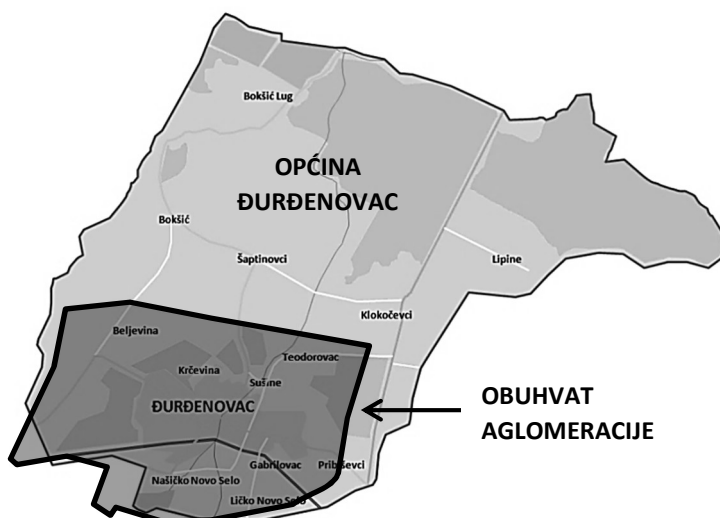 Bokšić Lug
OPĆINA
ĐURĐENOVAC
Bokšić
Šaptinovci
Lipine
Klokočevci
Beljevina
Teodorovac
Krčevina
Sušine
ĐURĐENOVAC
OBUHVAT
AGLOMERACIJE
Gabrilovac
Pribiševci
Našičko Novo Selo
Ličko Novo Selo